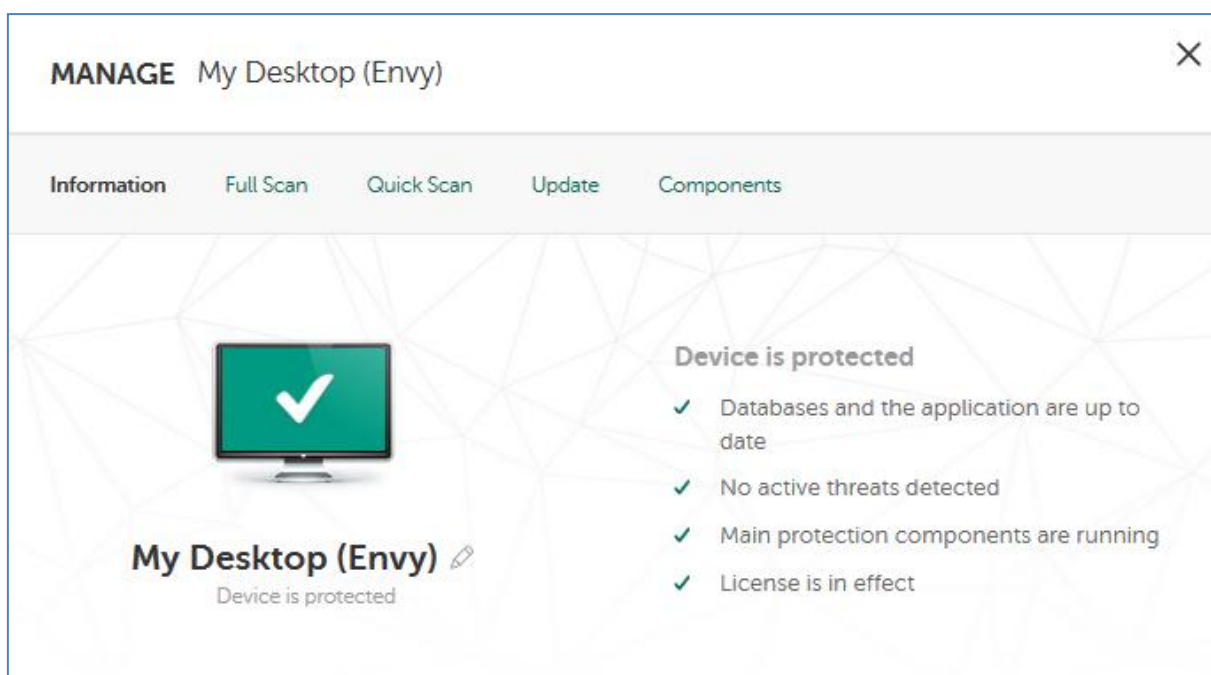 MANAGE My Desktop (Envy)
Information Full Scan Quick Scan Update Components
Device is protected
Databases and the application are up to
date
No active threats detected
Main protection components are running
License is in effect
My Desktop (Envy)
Device is protected